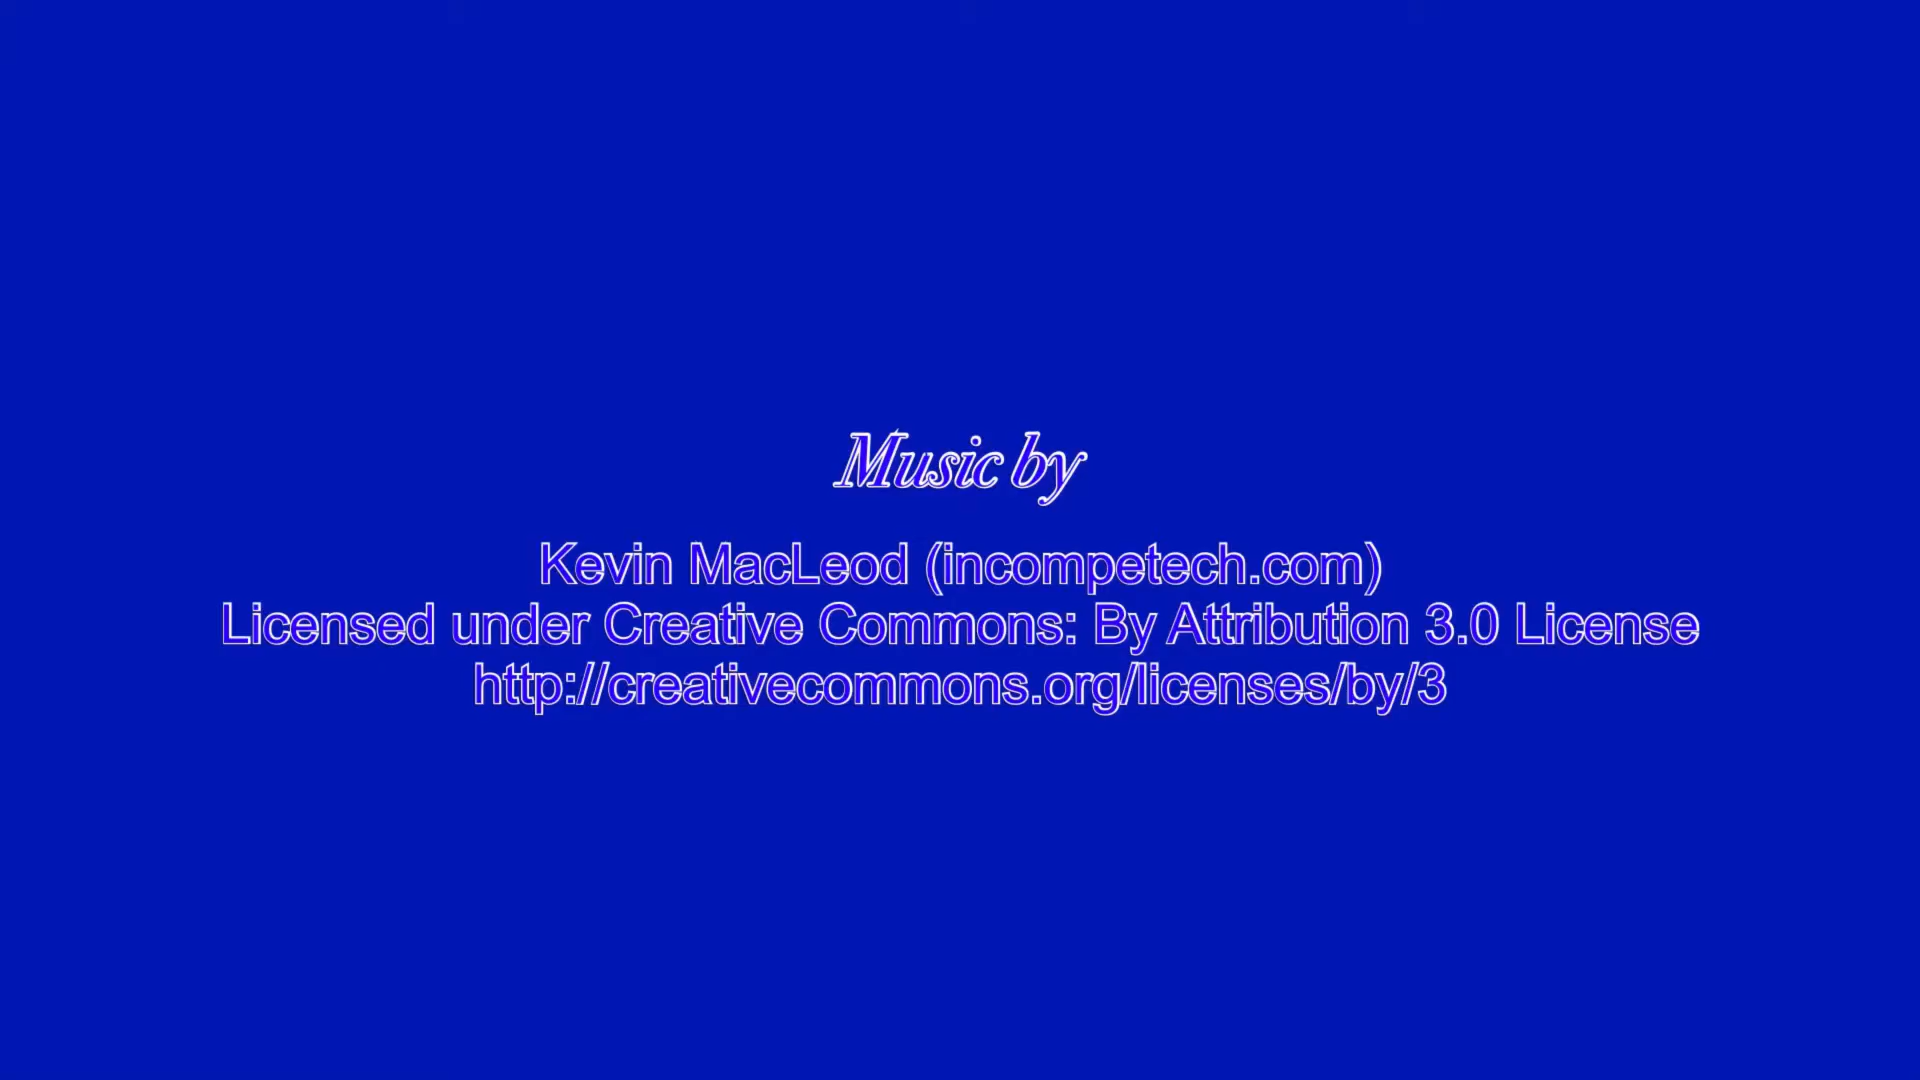 Music by
Kevin MacLeod (incompetech.com)
Licensed under Creative Commons: By Attribution 3.0 License
http://creativecommons.org/licenses/by/3